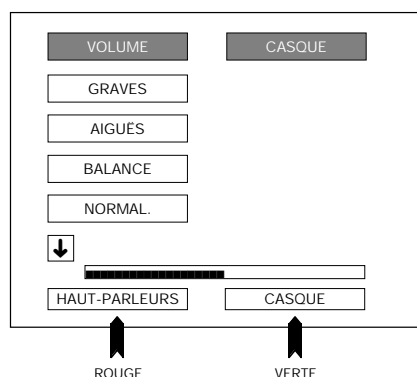 VOLUME CASQUE
GRAVES
AIGUËS
BALANCE
NORMAL.
HAUT-PARLEURS CASQUE
ROUGE VERTE